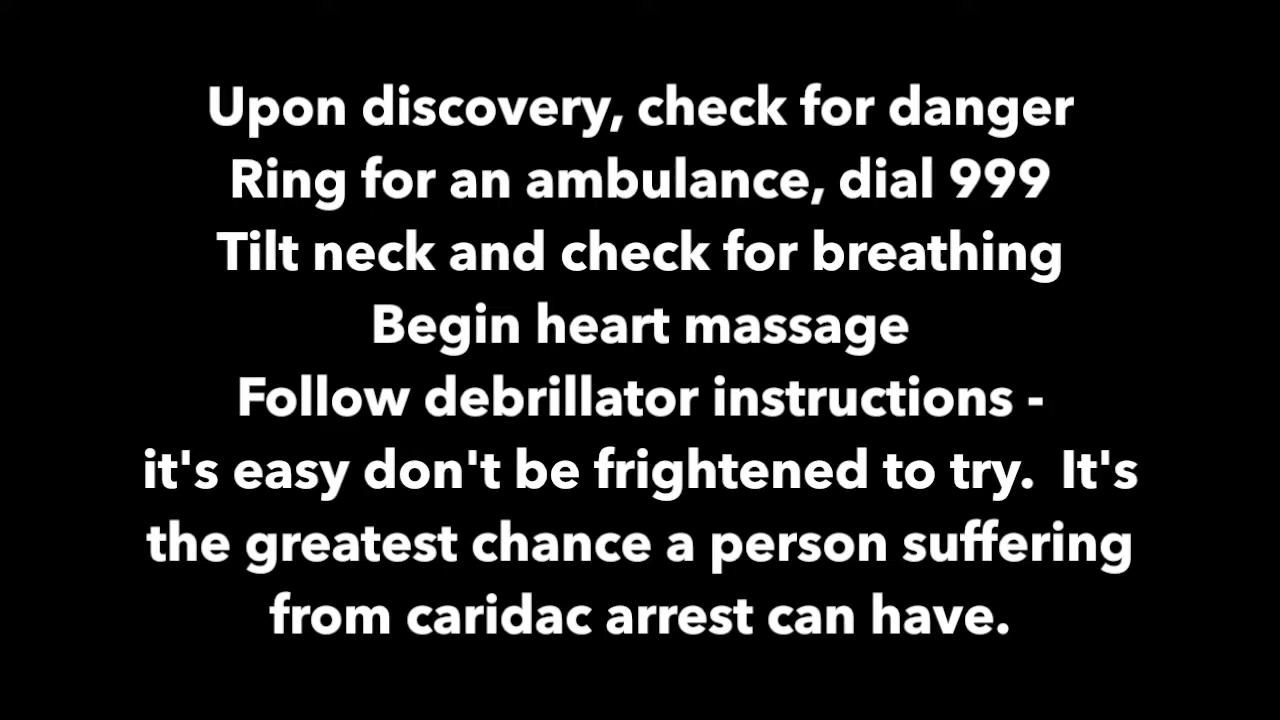 Upon discovery, check for danger
Ring for an ambulance, dial 999
Tilt neck and check for breathing
Begin heart massage
Follow debrillator instructions -
it's easy don't be frightened to try.  It's
the greatest chance a person suffering
from caridac arrest can have.